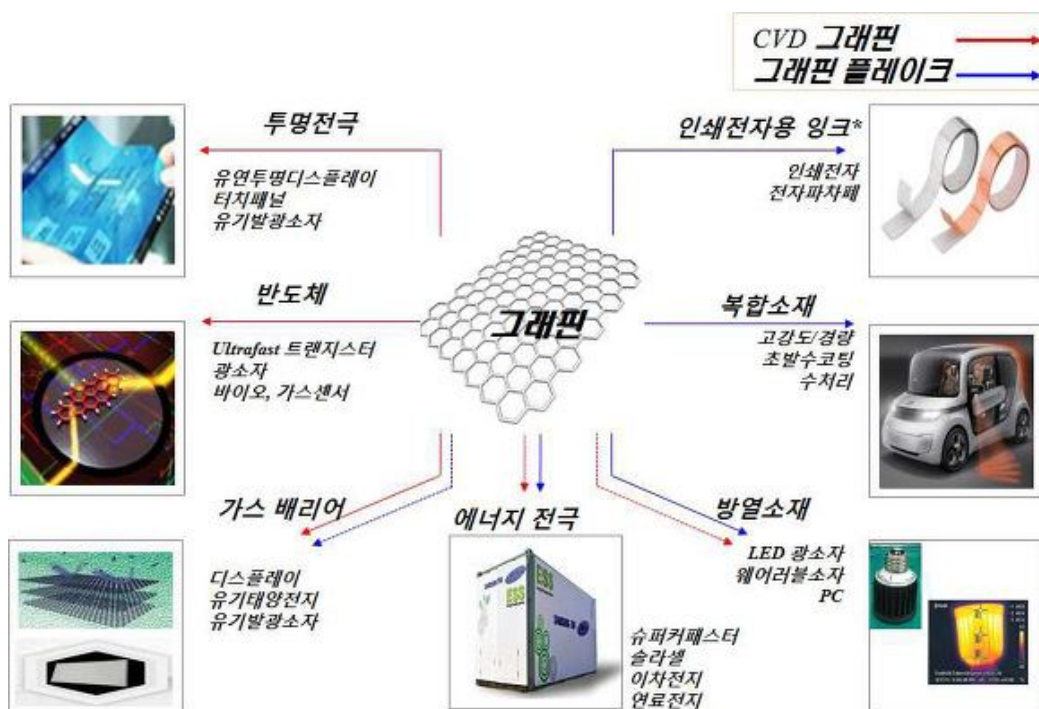 CVD 그래핀
그래핀 플레이크
투명전극
유연투명디스플레이
터치패널
유기발광소자
인쇄전자용 잉크*
인쇄전자
전자파차폐
반도체
Ultrafast 트랜지스터
광소자
바이오, 가스센서
그래핀
복합소재
고강도/경량
초발수코팅
수처리
가스 배리어
디스플레이
유기태양전지
유기발광소자
에너지 전극
ESS
슈퍼커패스터
솔라셀
이차전지
연료전지
방열소재
LED 광소자
웨어러블소자
PC